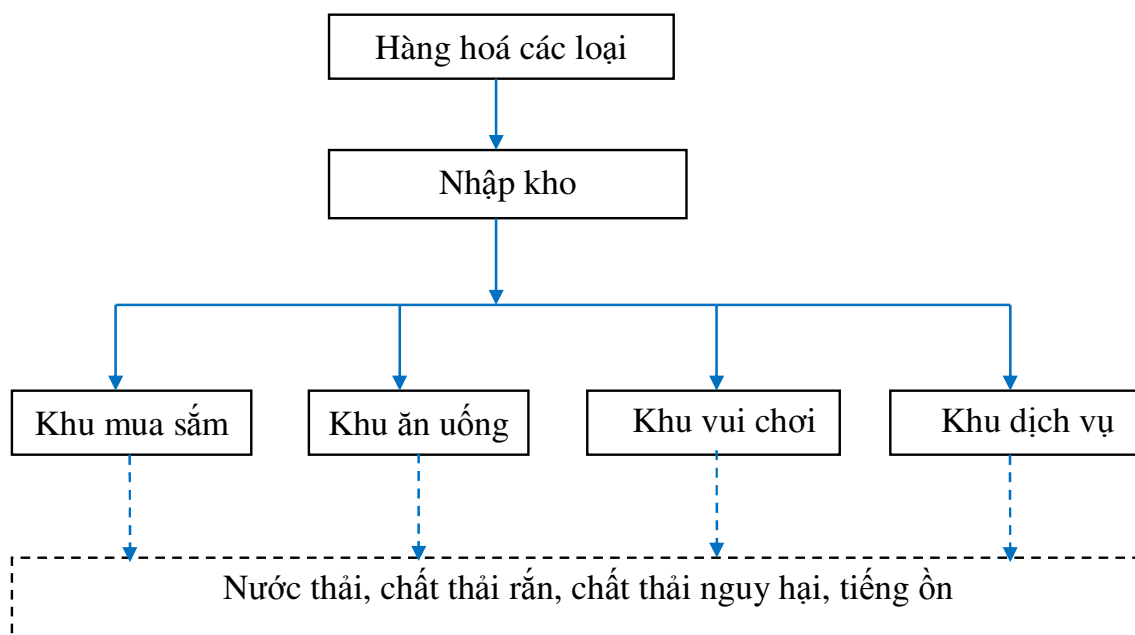 Hàng hoá các loại
Nhập kho
Khu mua sắm
Khu ăn uống
Khu vui chơi
Khu dịch vụ
Nước thải, chất thải rắn, chất thải nguy hại, tiếng ồn